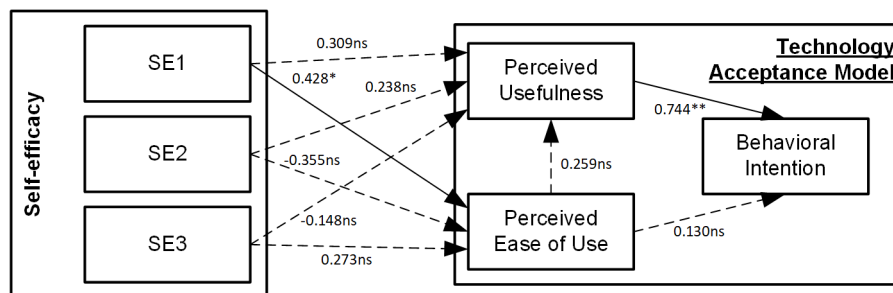 Self-efficacy
SE1
SE2
SE3
0.309ns
0.428*
0.238ns
-0.355ns
-0.148ns
0.273ns
Technology
Acceptance Model
Perceived
Usefulness
0.744**
Behavioral
Intention
0.259ns
Perceived
Ease of Use
0.130ns